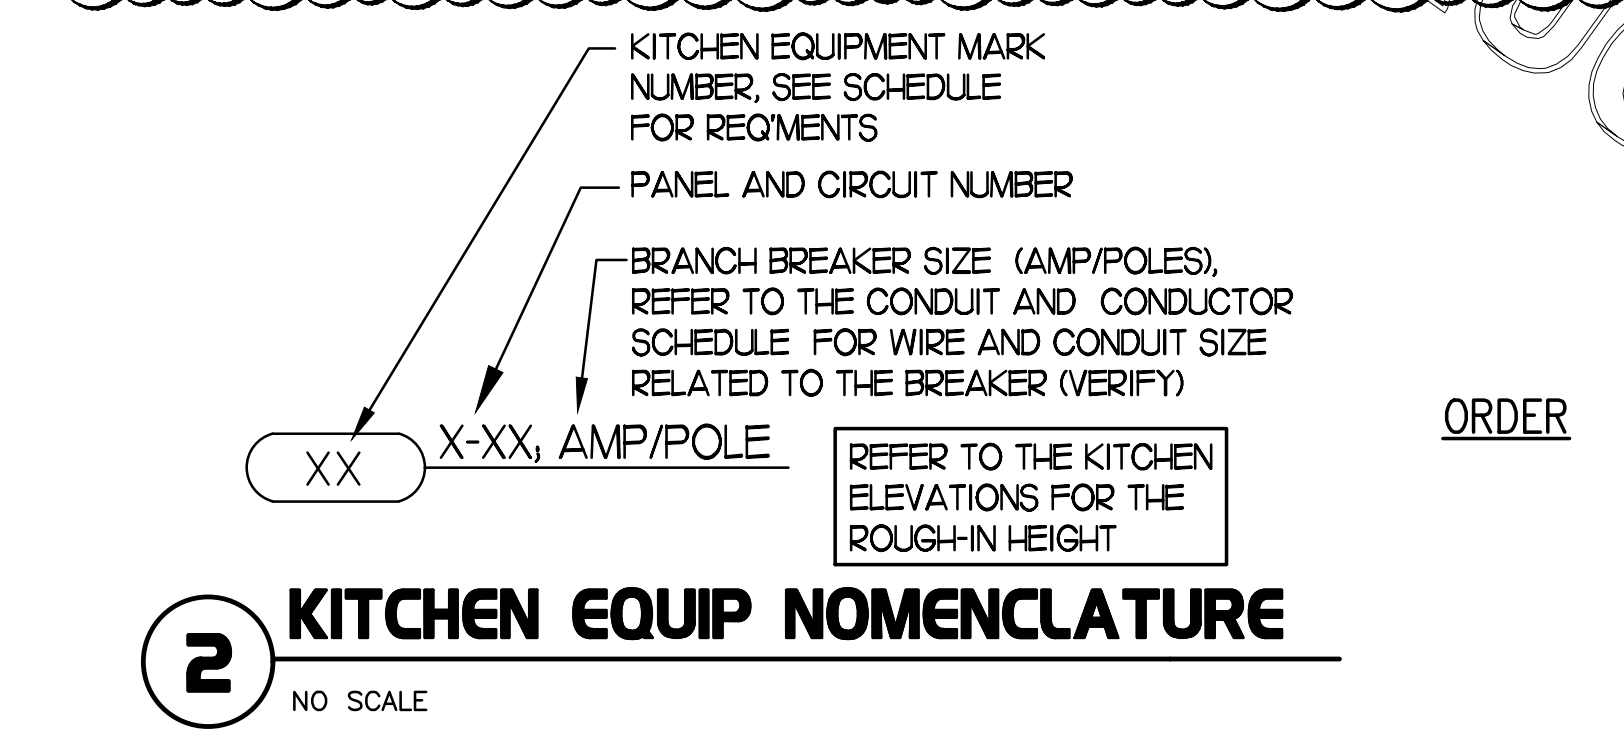 KITCHEN EQUIPMENT MARK
NUMBER, SEE SCHEDULE
FOR REQ'MENTS
PANEL AND CIRCUIT NUMBER
BRANCH BREAKER SIZE (AMP/POLES),
REFER TO THE CONDUIT AND CONDUCTOR
SCHEDULE FOR WIRE AND CONDUIT SIZE
RELATED TO THE BREAKER (VERIFY)
XX
X-XX; AMP/POLE
REFER TO THE KITCHEN
ELEVATIONS FOR THE
ROUGH-IN HEIGHT
ORDER
2
KITCHEN EQUIP NOMENCLATURE
NO SCALE